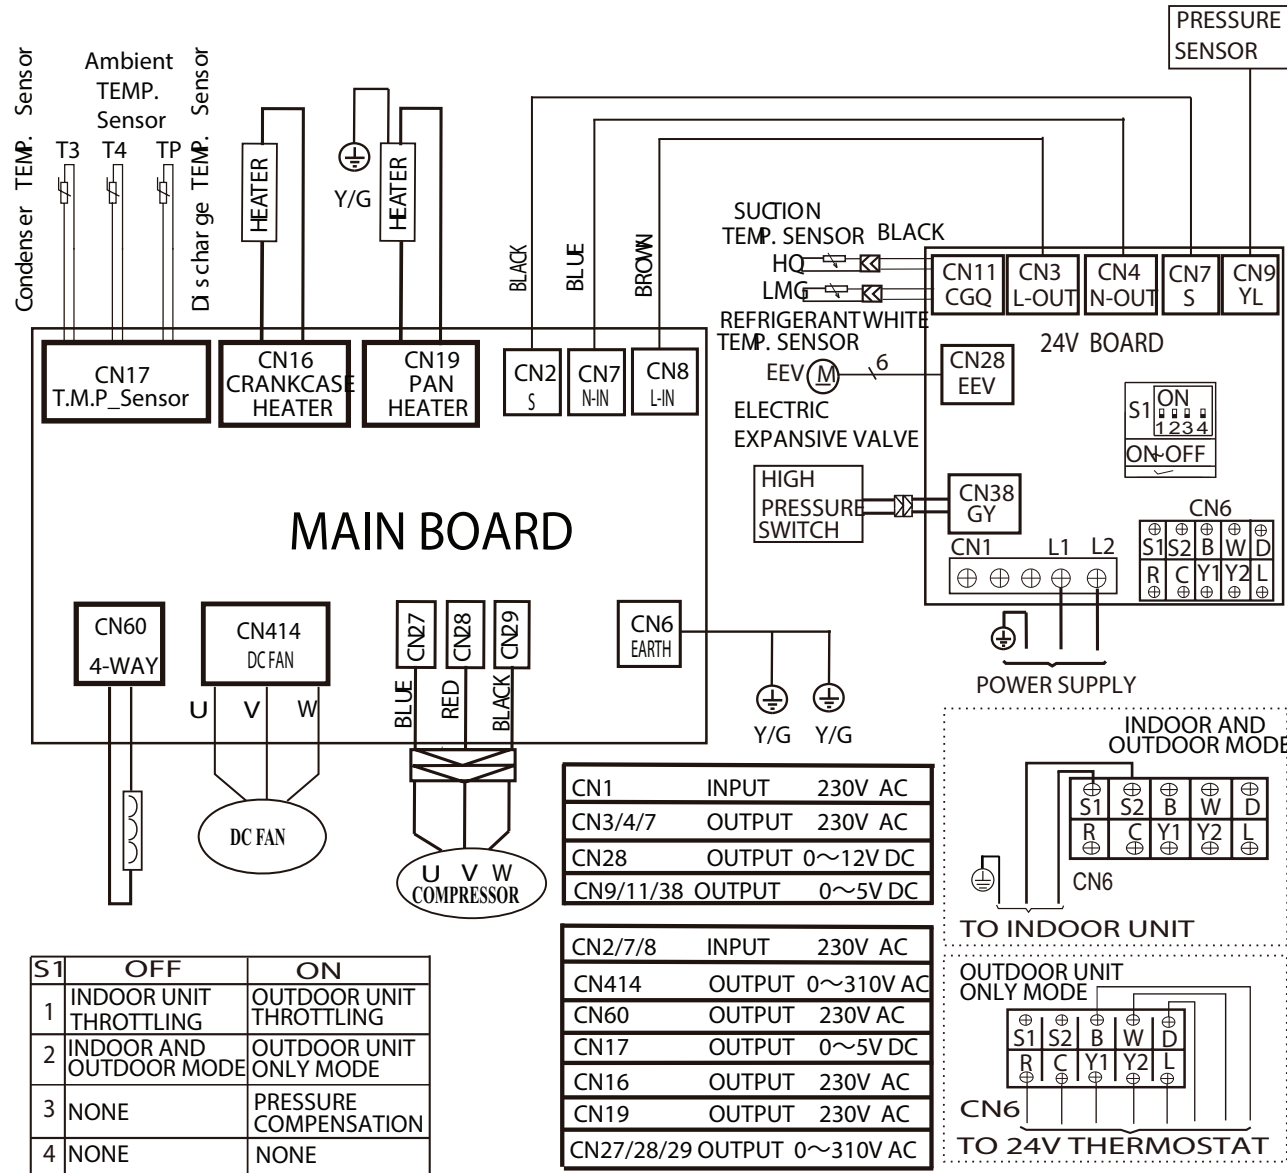 PRESSURE
SENSOR
Condenser TEMP. Sensor
Ambient
TEMP.
Sensor
Discharge TEMP. Sensor
T3
T4
TP
HEATER
Y/G
HEATER
BLACK
BLUE
BROWN
SUCTION
TEMP. SENSOR
BLACK
HQ
LMG
REFRIGERANT WHITE
TEMP. SENSOR
CN11
CGQ
CN3
L-OUT
CN4
N-OUT
CN7
S
CN9
YL
24V BOARD
CN17
T.M.P_Sensor
CN16
CRANKCASE
HEATER
CN19
PAN
HEATER
CN2
S
CN7
N-IN
CN8
L-IN
EEV
M
6
CN28
EEV
ELECTRIC
EXPANSIVE VALVE
S1
ON
1234
ON~OFF
HIGH
PRESSURE
SWITCH
CN38
GY
MAIN BOARD
CN1
L1
L2
CN6
S1 S2 B W D
R C Y1 Y2 L
POWER SUPPLY
CN60
4-WAY
CN414
DC FAN
U
V
W
CN27
CN28
CN29
BLUE
RED
BLACK
CN6
EARTH
Y/G
Y/G
DC FAN
U V W
COMPRESSOR
CN1 INPUT 230V AC
CN3/4/7 OUTPUT 230V AC
CN28 OUTPUT 0～12V DC
CN9/11/38 OUTPUT 0～5V DC
CN2/7/8 INPUT 230V AC
CN414 OUTPUT 0～310V AC
CN60 OUTPUT 230V AC
CN17 OUTPUT 0～5V DC
CN16 OUTPUT 230V AC
CN19 OUTPUT 230V AC
CN27/28/29 OUTPUT 0～310V AC
INDOOR AND
OUTDOOR MODE
S1 S2 B W D
R C Y1 Y2 L
CN6
TO INDOOR UNIT
OUTDOOR UNIT
ONLY MODE
S1 S2 B W D
R C Y1 Y2 L
CN6
TO 24V THERMOSTAT
S1 OFF ON
1 INDOOR UNIT THROTTLING OUTDOOR UNIT THROTTLING
2 INDOOR AND OUTDOOR MODE OUTDOOR UNIT ONLY MODE
3 NONE PRESSURE COMPENSATION
4 NONE NONE